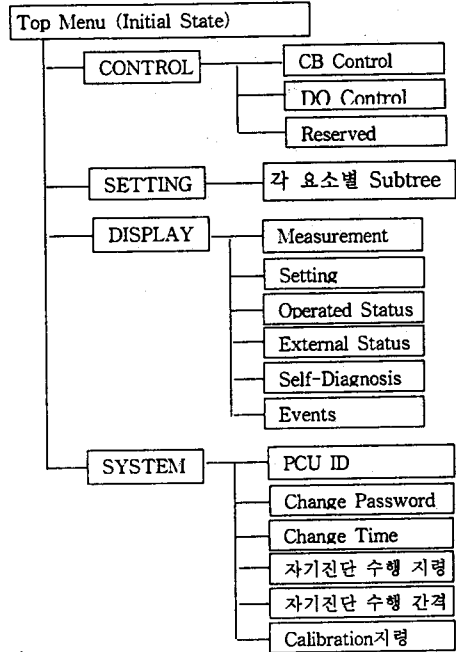 Top Menu (Initial State)
CONTROL
CB Control
DO Control
Reserved
SETTING
각 요소별 Subtree
DISPLAY
Measurement
Setting
Operated Status
External Status
Self-Diagnosis
Events
SYSTEM
PCU ID
Change Password
Change Time
자기진단 수행 지령
자기진단 수행 간격
Calibration지령